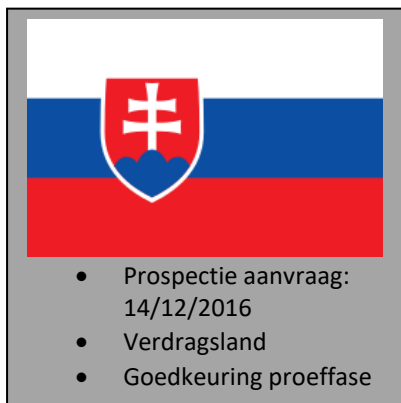 • Prospectie aanvraag:
14/12/2016
• Verdragsland
• Goedkeuring proeffase